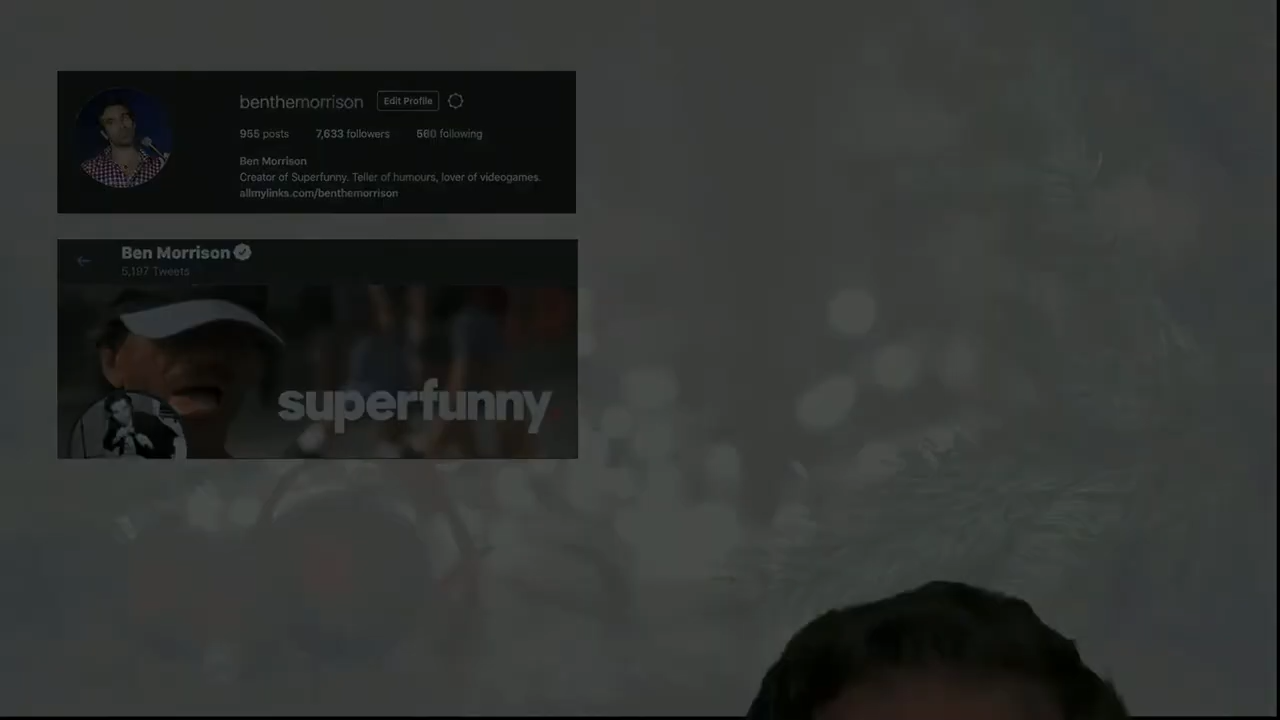 benthemorrison Edit Profile
955 posts 7,633 followers 560 following
Ben Morrison
Creator of Superfunny. Teller of humours, lover of videogames.
allmylinks.com/benthemorrison
Ben Morrison
5,197 Tweets
superfunny